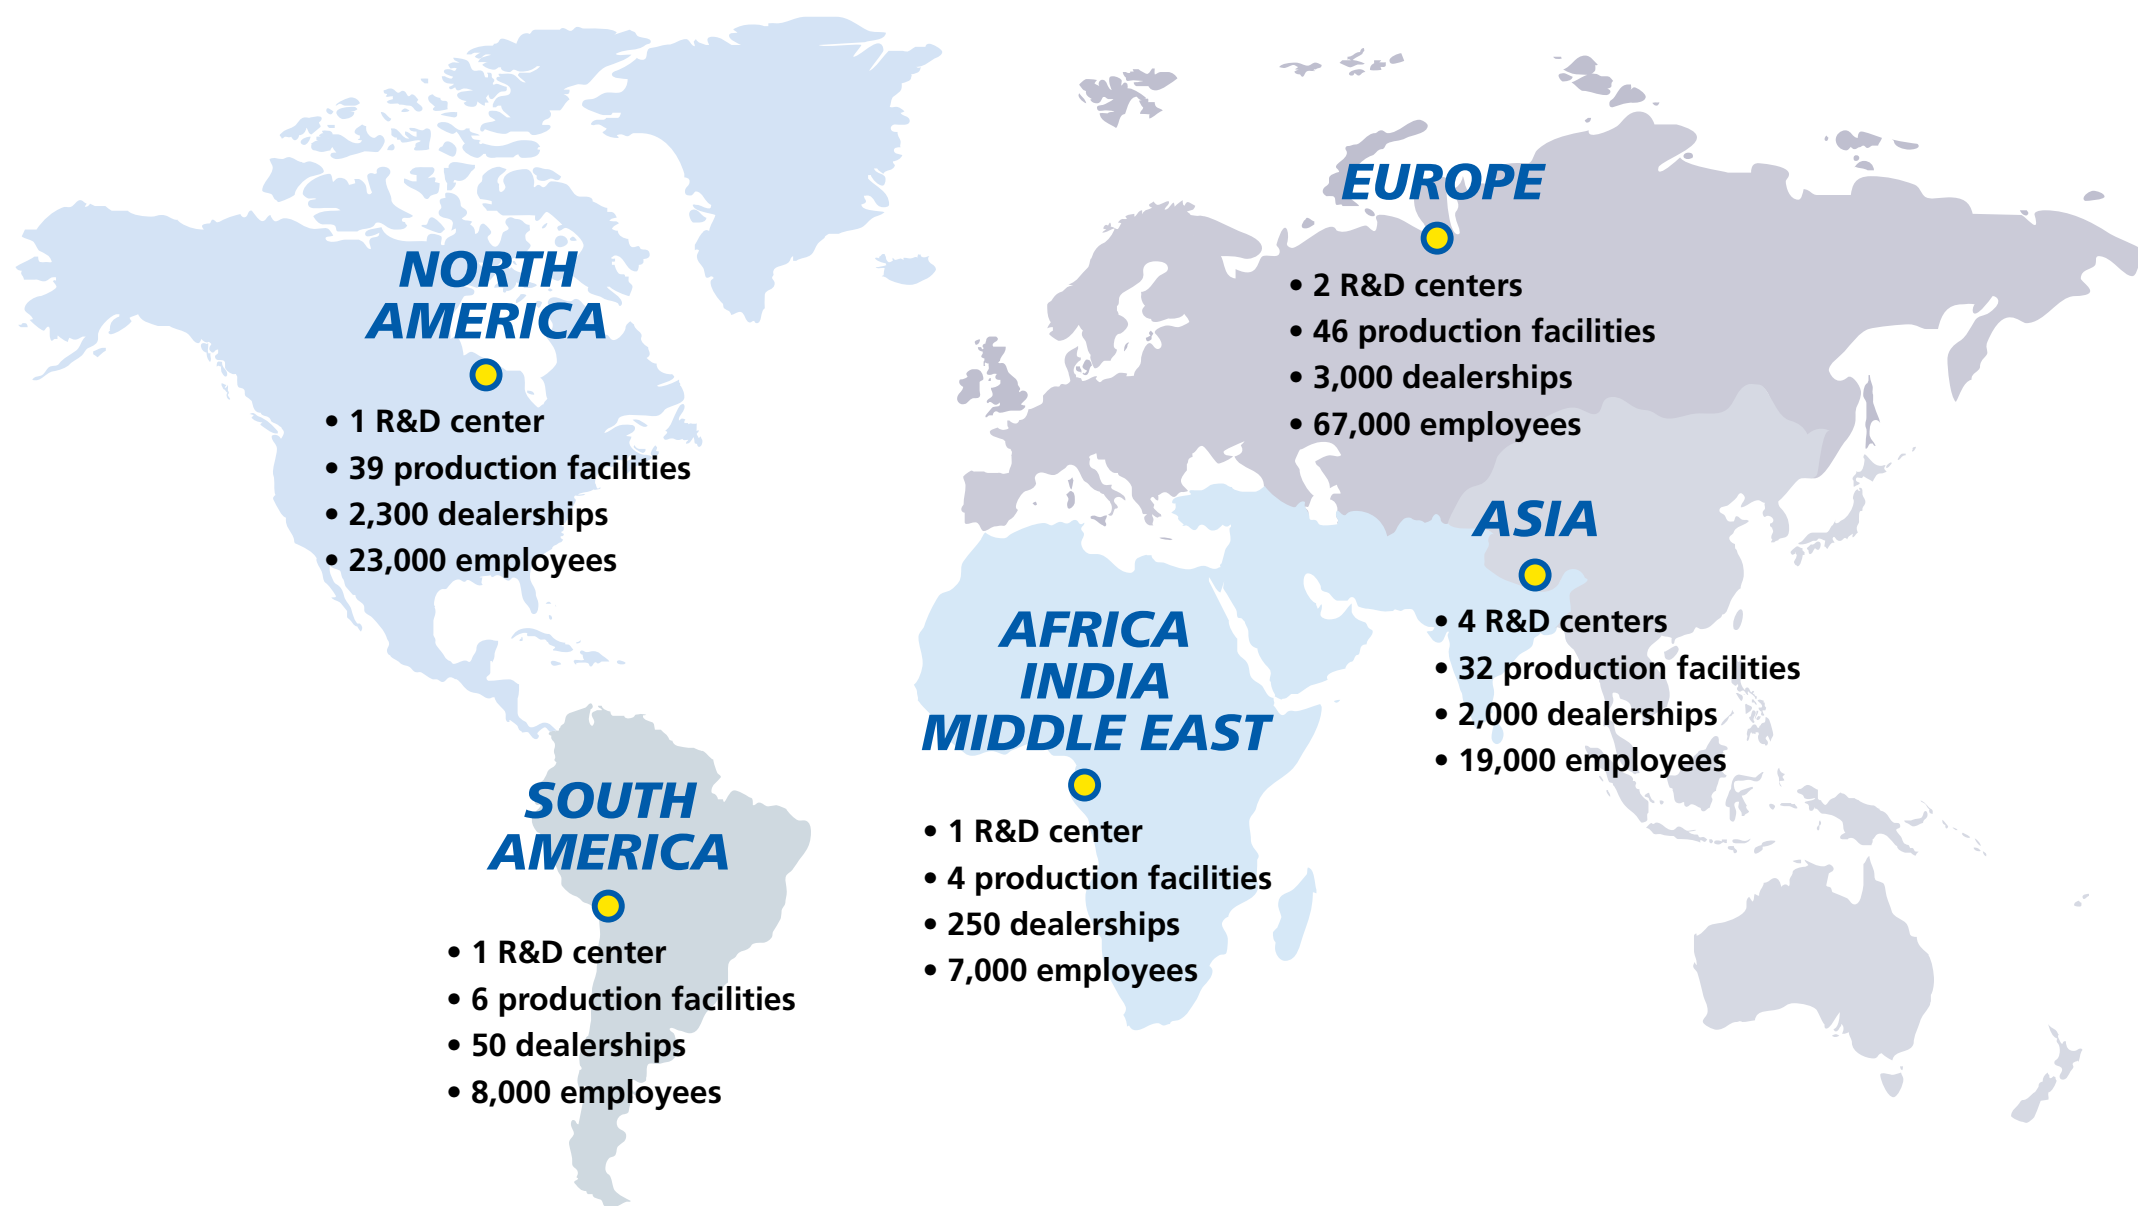 NORTH
AMERICA
• 1 R&D center
• 39 production facilities
• 2,300 dealerships
• 23,000 employees
EUROPE
• 2 R&D centers
• 46 production facilities
• 3,000 dealerships
• 67,000 employees
ASIA
• 4 R&D centers
• 32 production facilities
• 2,000 dealerships
• 19,000 employees
AFRICA
INDIA
MIDDLE EAST
• 1 R&D center
• 4 production facilities
• 250 dealerships
• 7,000 employees
SOUTH
AMERICA
• 1 R&D center
• 6 production facilities
• 50 dealerships
• 8,000 employees